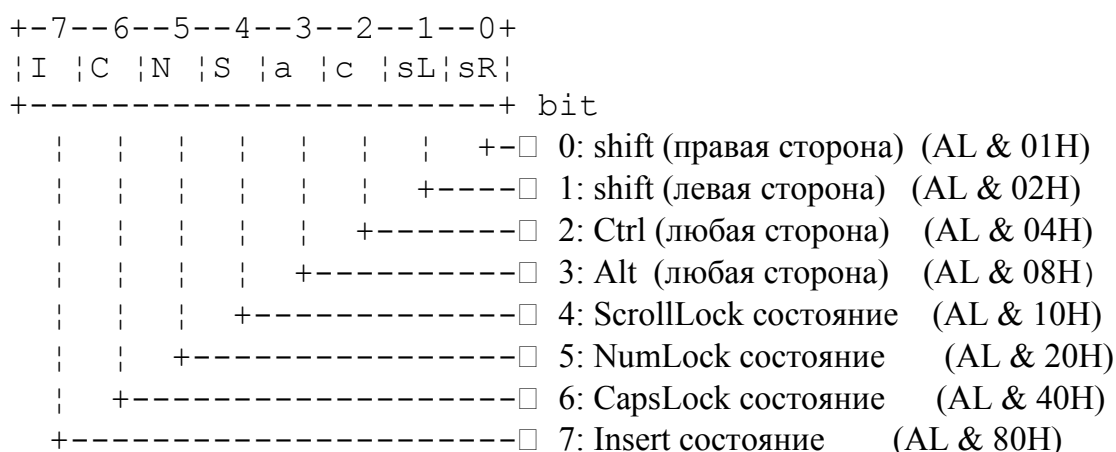 +-7--6--5--4--3--2--1--0+
¦I ¦C ¦N ¦S ¦a ¦c ¦sL¦sR¦
+-----------------------+ bit
¦ ¦ ¦ ¦ ¦ ¦ ¦ +-□ 0: shift (правая сторона) (AL & 01H)
¦ ¦ ¦ ¦ ¦ ¦ +----□ 1: shift (левая сторона) (AL & 02H)
¦ ¦ ¦ ¦ ¦ +-------□ 2: Ctrl (любая сторона) (AL & 04H)
¦ ¦ ¦ ¦ +----------□ 3: Alt (любая сторона) (AL & 08H)
¦ ¦ ¦ +-------------□ 4: ScrollLock состояние (AL & 10H)
¦ ¦ +----------------□ 5: NumLock состояние (AL & 20H)
¦ +-------------------□ 6: CapsLock состояние (AL & 40H)
+----------------------□ 7: Insert состояние (AL & 80H)